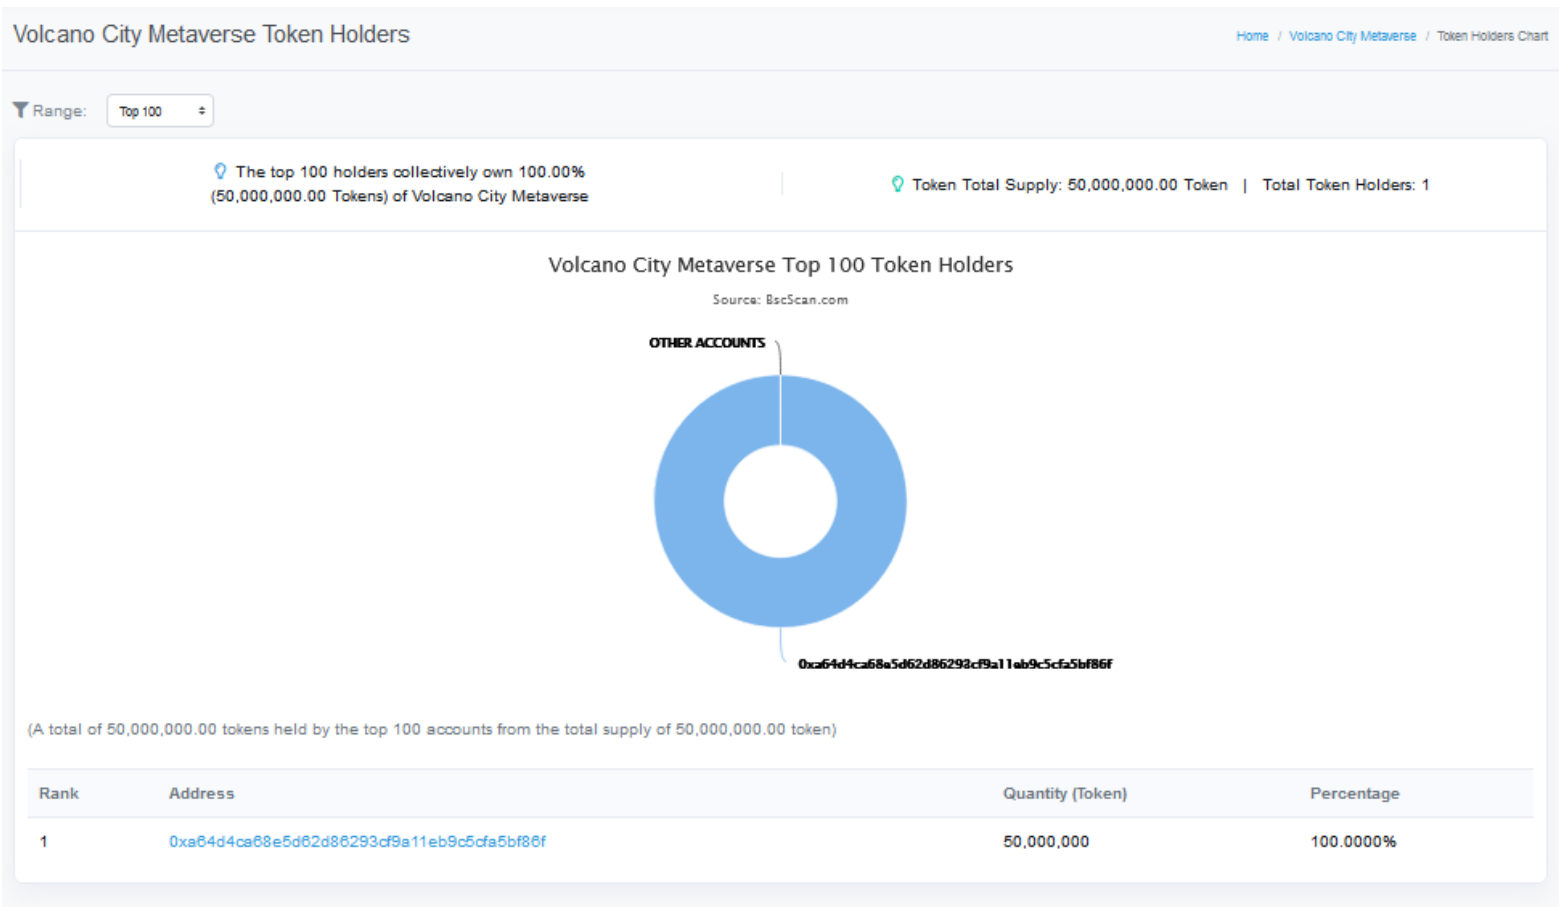 Volcano City Metaverse Token Holders
Home / Volcano City Metaverse / Token Holders Chart
Range: Top 100
The top 100 holders collectively own 100.00%
(50,000,000.00 Tokens) of Volcano City Metaverse
Token Total Supply: 50,000,000.00 Token | Total Token Holders: 1
Volcano City Metaverse Top 100 Token Holders
Source: BscScan.com
OTHER ACCOUNTS
0xa64d4ca68e5d62d86293cf9a11eb9c5cfa5bf86f
(A total of 50,000,000.00 tokens held by the top 100 accounts from the total supply of 50,000,000.00 token)
Rank Address Quantity (Token) Percentage
1 0xa64d4ca68e5d62d86293cf9a11eb9c5cfa5bf86f 50,000,000 100.0000%